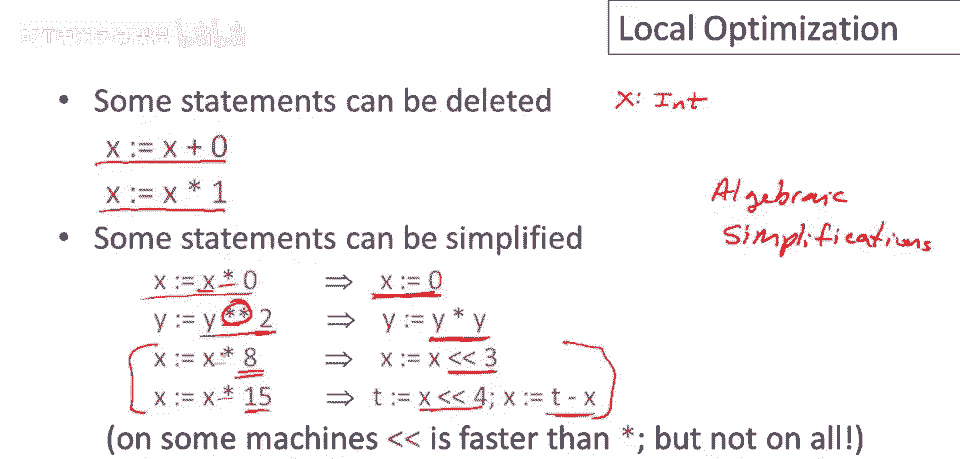 Local Optimization
• Some statements can be deleted x: Int
x := x + 0
x := x * 1
Algebraic
Simplifications
• Some statements can be simplified
x := x * 0 ⇒ x := 0
y := y ** 2 ⇒ y := y * y
x := x * 8 ⇒ x := x << 3
x := x * 15 ⇒ t := x << 4; x := t - x
(on some machines << is faster than *; but not on all!)